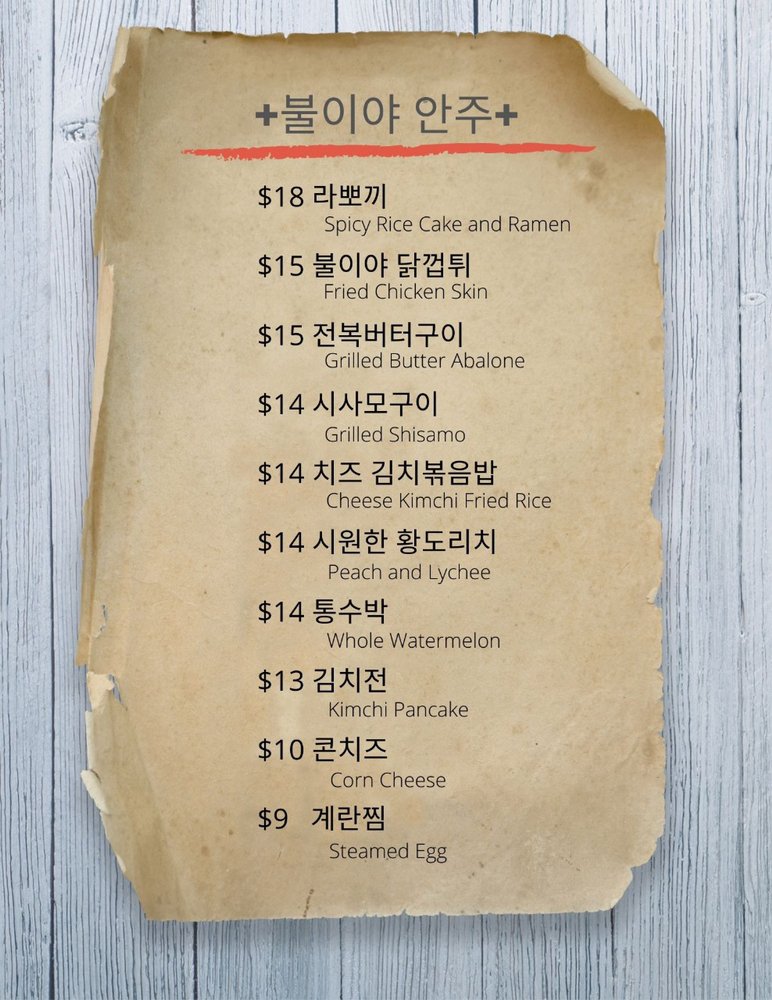 +불이야 안주+
$18 라뽀끼
Spicy Rice Cake and Ramen
$15 불이야 닭껍튀
Fried Chicken Skin
$15 전복버터구이
Grilled Butter Abalone
$14 시사모구이
Grilled Shisamo
$14 치즈 김치볶음밥
Cheese Kimchi Fried Rice
$14 시원한 황도리치
Peach and Lychee
$14 통수박
Whole Watermelon
$13 김치전
Kimchi Pancake
$10 콘치즈
Corn Cheese
$9 계란찜
Steamed Egg